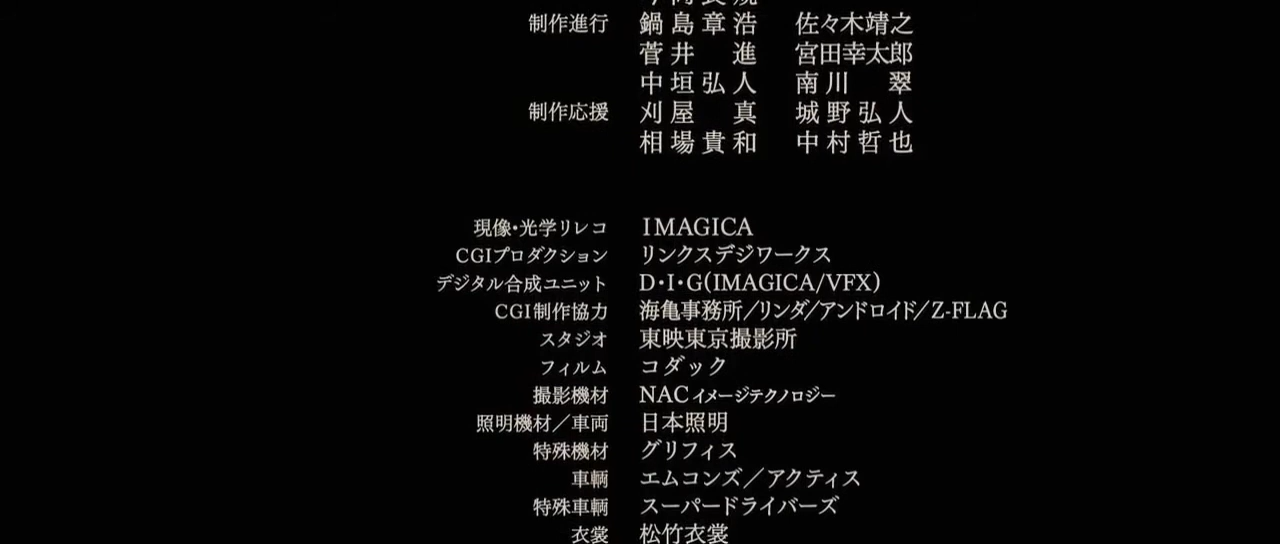 制作進行 鍋島章浩 佐々木靖之
菅井 進 宮田幸太郎
中垣弘人 南川 翠
制作応援 刈屋 真 城野弘人
相場貴和 中村哲也
現像・光学リレコ IMAGICA
CGIプロダクション リンクスデジワークス
デジタル合成ユニット D・I・G(IMAGICA/VFX)
CGI制作協力 海亀事務所／リンダ／アンドロイド／Z-FLAG
スタジオ 東映東京撮影所
フィルム コダック
撮影機材 NACイメージテクノロジー
照明機材／車両 日本照明
特殊機材 グリフィス
車輌 エムコンズ／アクティス
特殊車輌 スーパードライバーズ
衣裳 松竹衣裳